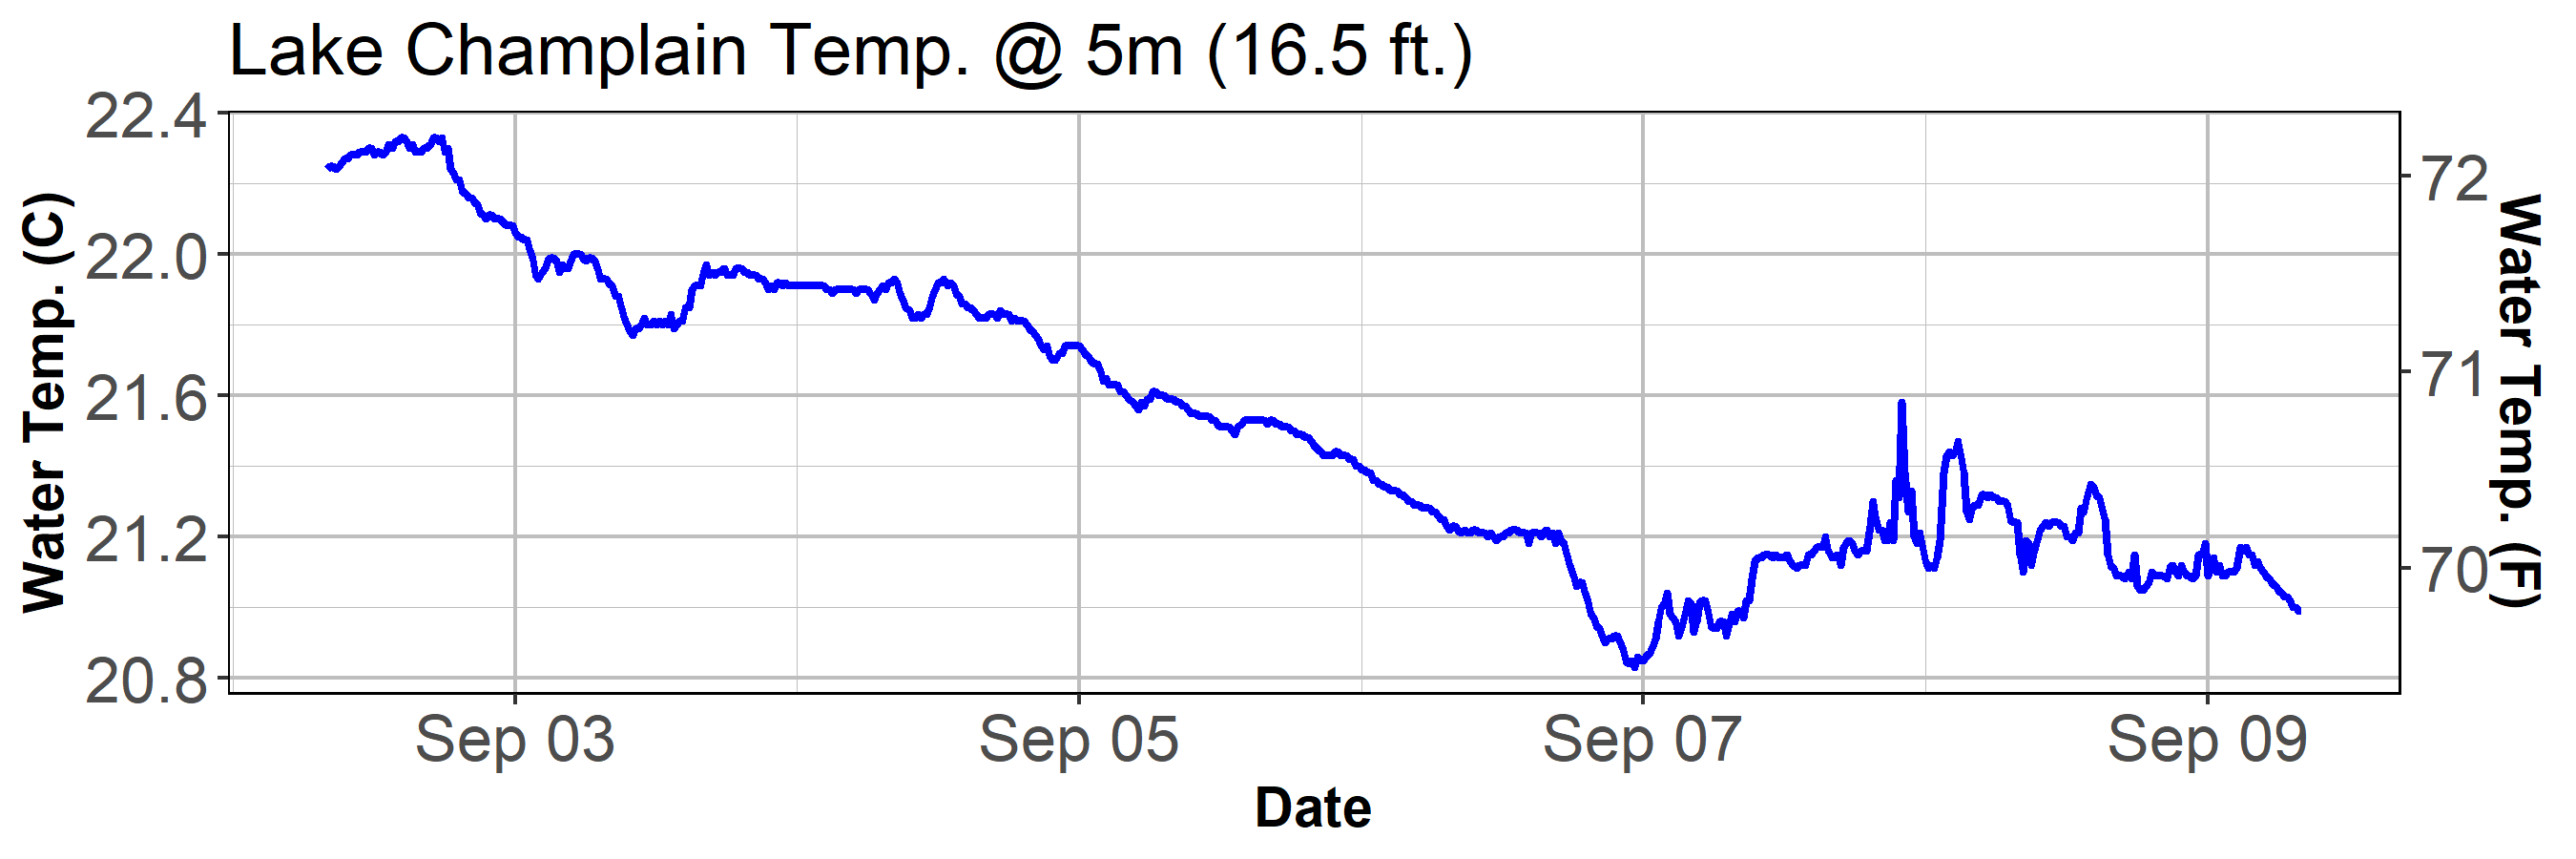 Lake Champlain Temp. @ 5m (16.5 ft.)
Water Temp. (C)
22.4
22.0
21.6
21.2
20.8
72
71
70
Water Temp. (F)
Sep 03 Sep 05 Sep 07 Sep 09
Date